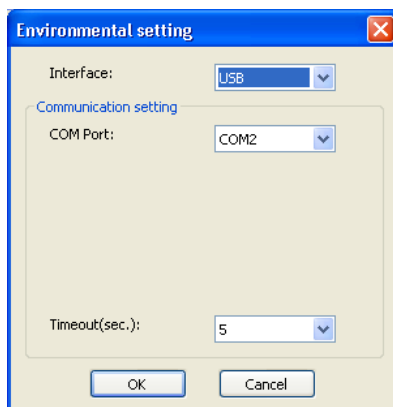 Environmental setting
Interface: USB
Communication setting
COM Port: COM2
Timeout(sec.): 5
OK Cancel